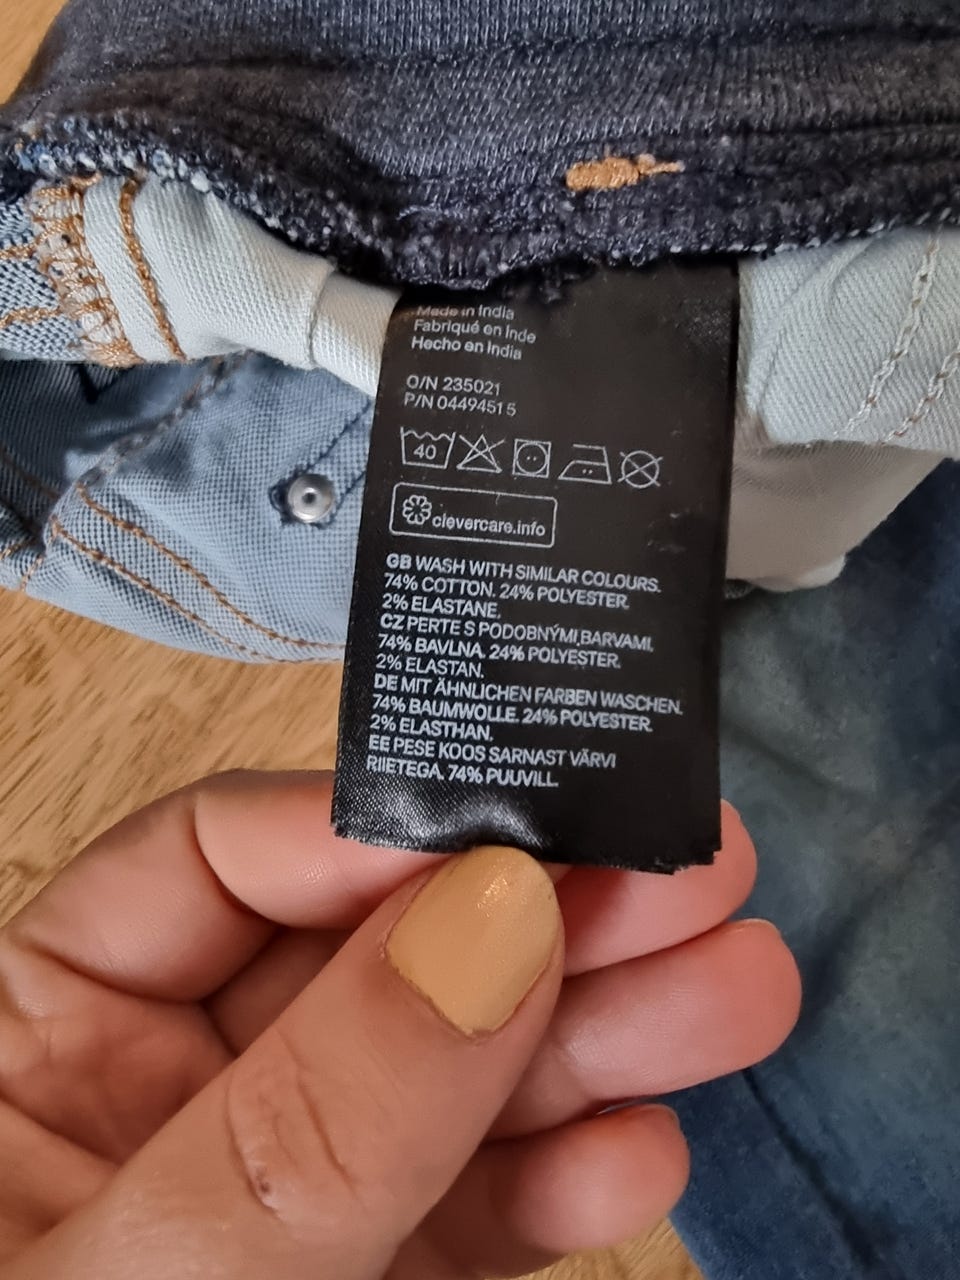 Made in India
Fabriqué en Inde
Hecho en India
O/N 235021
P/N 0449451 5
40
clevercare.info
GB WASH WITH SIMILAR COLOURS.
74% COTTON. 24% POLYESTER.
2% ELASTANE.
CZ PERTE S PODOBNÝMI BARVAMI.
74% BAVLNA. 24% POLYESTER.
2% ELASTAN.
DE MIT ÄHNLICHEN FARBEN WASCHEN.
74% BAUMWOLLE. 24% POLYESTER.
2% ELASTHAN.
EE PESE KOOS SARNAST VÄRVI
RIIETEGA. 74% PUUVILL.